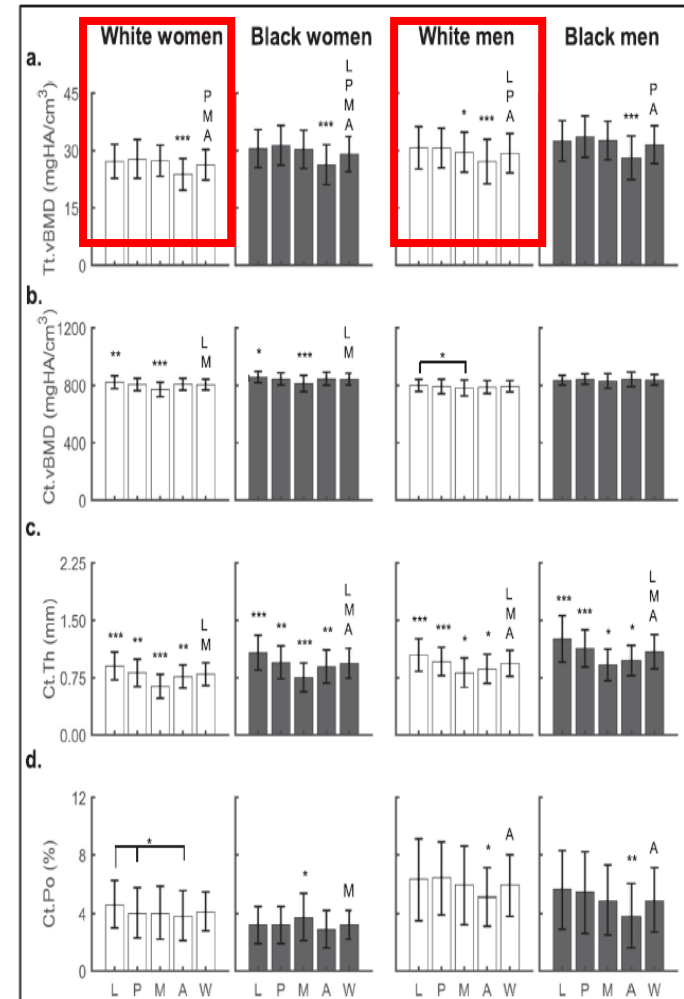 White women Black women White men Black men
a.
Tt.vBMD (mgHA/cm³)
45
30
15
0
***
P
M
A
***
L
P
M
A
*
***
L
P
A
***
P
A
b.
Ct.vBMD (mgHA/cm³)
1200
800
400
0
**
***
L
M
*
***
L
M
*
c.
Ct.Th (mm)
2.25
1.50
0.75
0.00
***
**
***
**
L
M
***
**
***
**
L
M
A
***
***
*
*
L
M
A
***
***
*
*
L
M
A
d.
Ct.Po (%)
12
8
4
0
*
*
M
*
A
**
A
L P M A W L P M A W L P M A W L P M A W